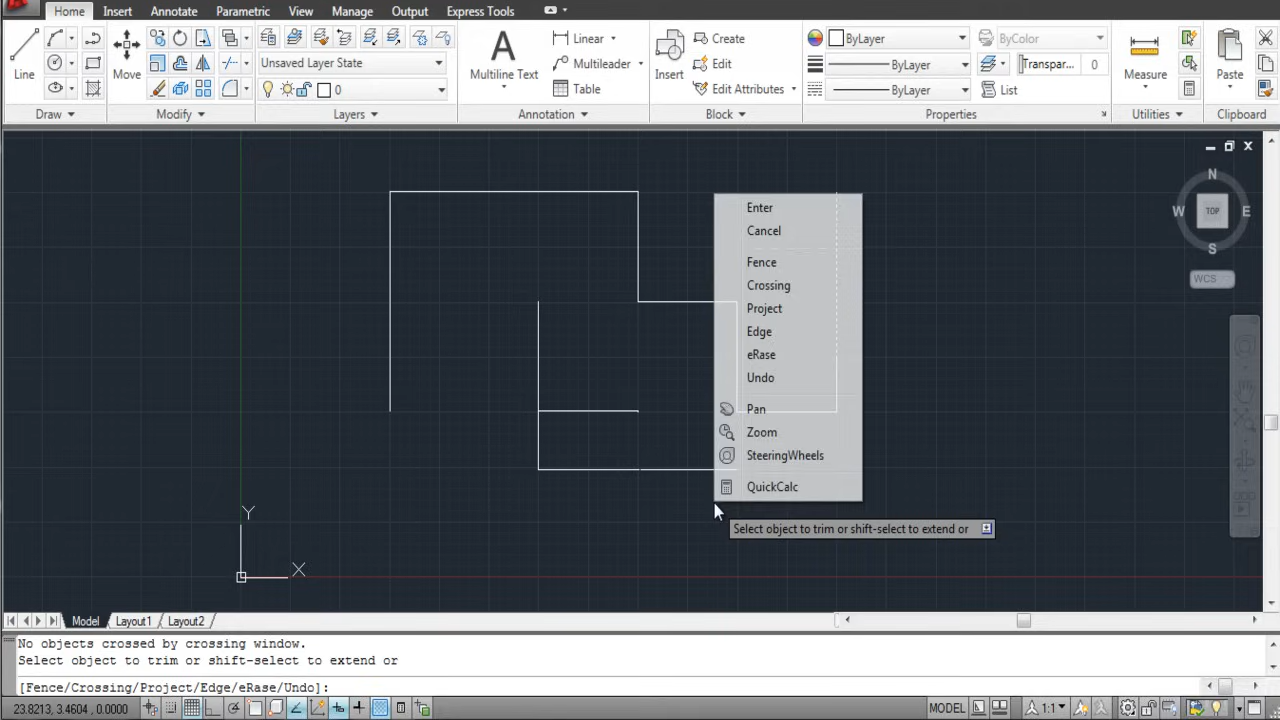 Home Insert Annotate Parametric View Manage Output Express Tools
Line
Move
Unsaved Layer State
0
Multiline Text
Linear
Multileader
Table
Insert
Create
Edit
Edit Attributes
ByLayer
ByLayer
ByLayer
ByColor
Transpar... 0
List
Measure
Paste
Draw Modify Layers Annotation Block Properties Utilities Clipboard
N
W TOP E
S
WCS
Enter
Cancel
Fence
Crossing
Project
Edge
eRase
Undo
Pan
Zoom
SteeringWheels
QuickCalc
Select object to trim or shift-select to extend or
Y
X
Model Layout1 Layout2
No objects crossed by crossing window.
Select object to trim or shift-select to extend or
[Fence/Crossing/Project/Edge/eRase/Undo]:
23.8213, 3.4604, 0.0000 MODEL 1:1